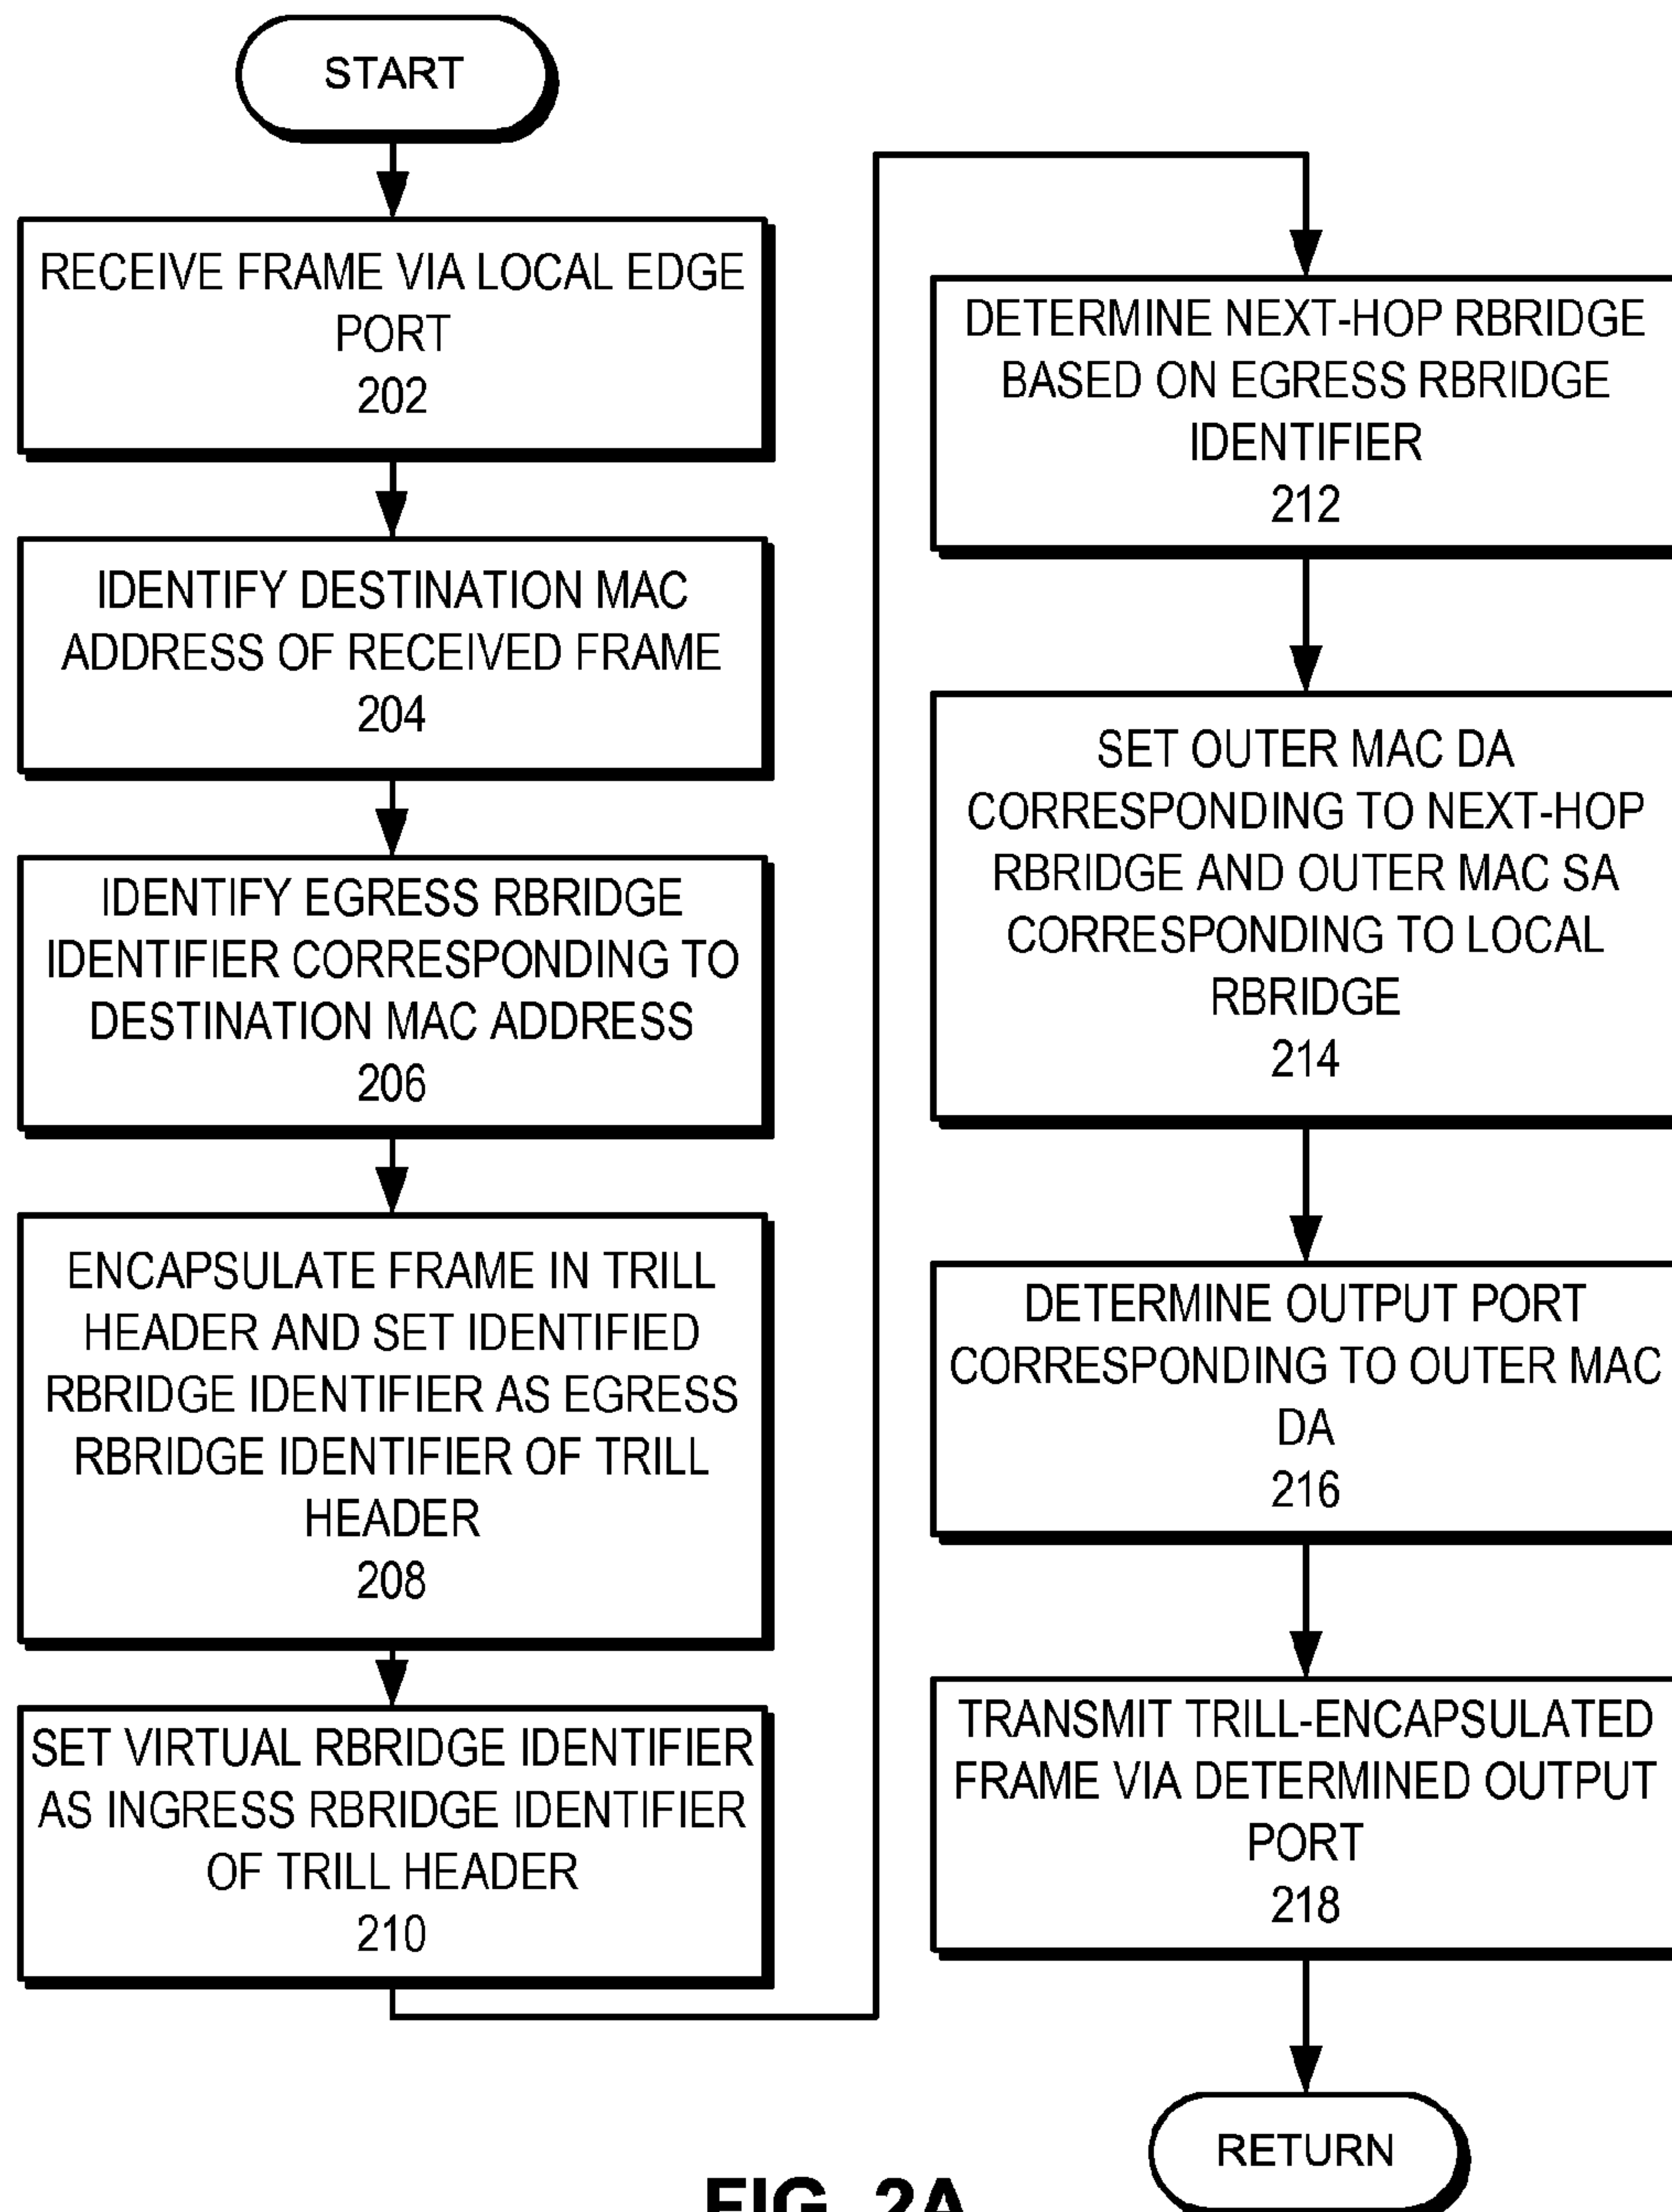 START
RECEIVE FRAME VIA LOCAL EDGE
PORT
202
IDENTIFY DESTINATION MAC
ADDRESS OF RECEIVED FRAME
204
IDENTIFY EGRESS RBRIDGE
IDENTIFIER CORRESPONDING TO
DESTINATION MAC ADDRESS
206
ENCAPSULATE FRAME IN TRILL
HEADER AND SET IDENTIFIED
RBRIDGE IDENTIFIER AS EGRESS
RBRIDGE IDENTIFIER OF TRILL
HEADER
208
SET VIRTUAL RBRIDGE IDENTIFIER
AS INGRESS RBRIDGE IDENTIFIER
OF TRILL HEADER
210
DETERMINE NEXT-HOP RBRIDGE
BASED ON EGRESS RBRIDGE
IDENTIFIER
212
SET OUTER MAC DA
CORRESPONDING TO NEXT-HOP
RBRIDGE AND OUTER MAC SA
CORRESPONDING TO LOCAL
RBRIDGE
214
DETERMINE OUTPUT PORT
CORRESPONDING TO OUTER MAC
DA
216
TRANSMIT TRILL-ENCAPSULATED
FRAME VIA DETERMINED OUTPUT
PORT
218
RETURN
FIG. 2A